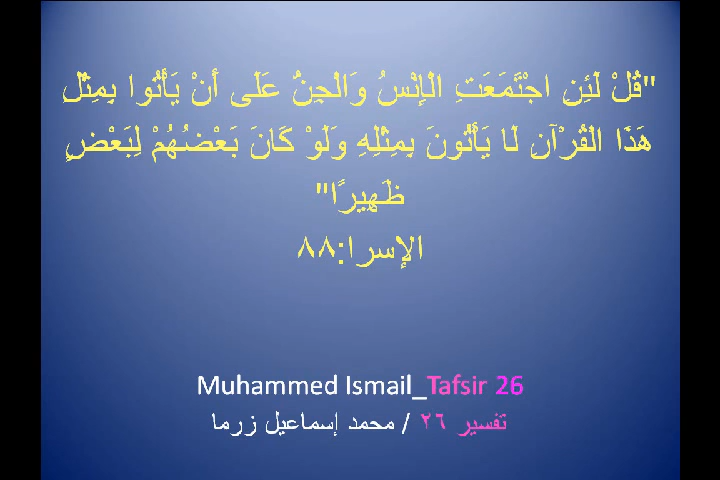 "قُلْ لَئِنِ اجْتَمَعَتِ الْإِنْسُ وَالْجِنُّ عَلَى أَنْ يَأْتُوا بِمِثْلِ
هَذَا الْقُرْآنِ لَا يَأْتُونَ بِمِثْلِهِ وَلَوْ كَانَ بَعْضُهُمْ لِبَعْضٍ
ظَهِيرًا"
الإسرا:٨٨
Muhammed Ismail_Tafsir 26
تفسير ٢٦ / محمد إسماعيل زرما